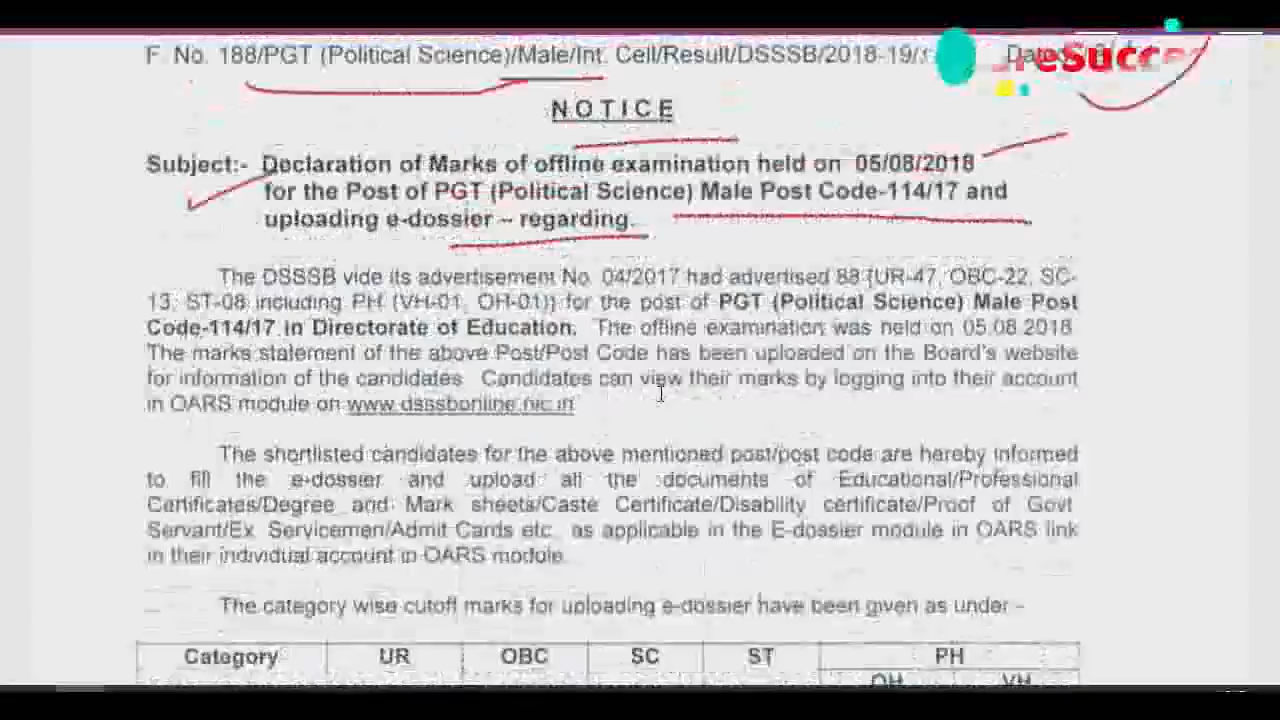 F. No. 188/PGT (Political Science)/Male/Int. Cell/Result/DSSSB/2018-19/
NOTICE
Subject:- Declaration of Marks of offline examination held on 05/08/2018
for the Post of PGT (Political Science) Male Post Code-114/17 and
uploading e-dossier – regarding.
The DSSSB vide its advertisement No. 04/2017 had advertised 88 {UR-47, OBC-22, SC-
13, ST-08 including PH (VH-01, OH-01)} for the post of PGT (Political Science) Male Post
Code-114/17 in Directorate of Education. The offline examination was held on 05.08.2018.
The marks statement of the above Post/Post Code has been uploaded on the Board's website
for information of the candidates. Candidates can view their marks by logging into their account
in OARS module on www.dsssbonline.nic.in
The shortlisted candidates for the above mentioned post/post code are hereby informed
to fill the e-dossier and upload all the documents of Educational/Professional
Certificates/Degree and Mark sheets/Caste Certificate/Disability certificate/Proof of Govt
Servant/Ex. Servicemen/Admit Cards etc. as applicable in the E-dossier module in OARS link
in their individual account in OARS module.
The category wise cutoff marks for uploading e-dossier have been given as under –
Category UR OBC SC ST PH
OH VH